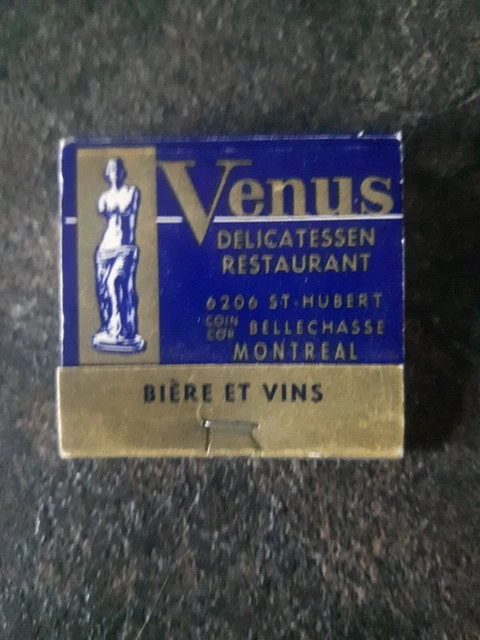 Venus
DELICATESSEN
RESTAURANT
6206 ST-HUBERT
COIN
COR BELLECHASSE
MONTREAL
BIÈRE ET VINS